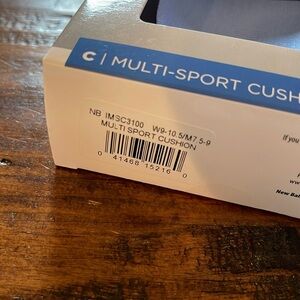 C | MULTI-SPORT CUSH
NB IMSC3100 W9-10.5/M7.5-9
MULTI SPORT CUSHION
0 41468 15216 0
If you
New Bal